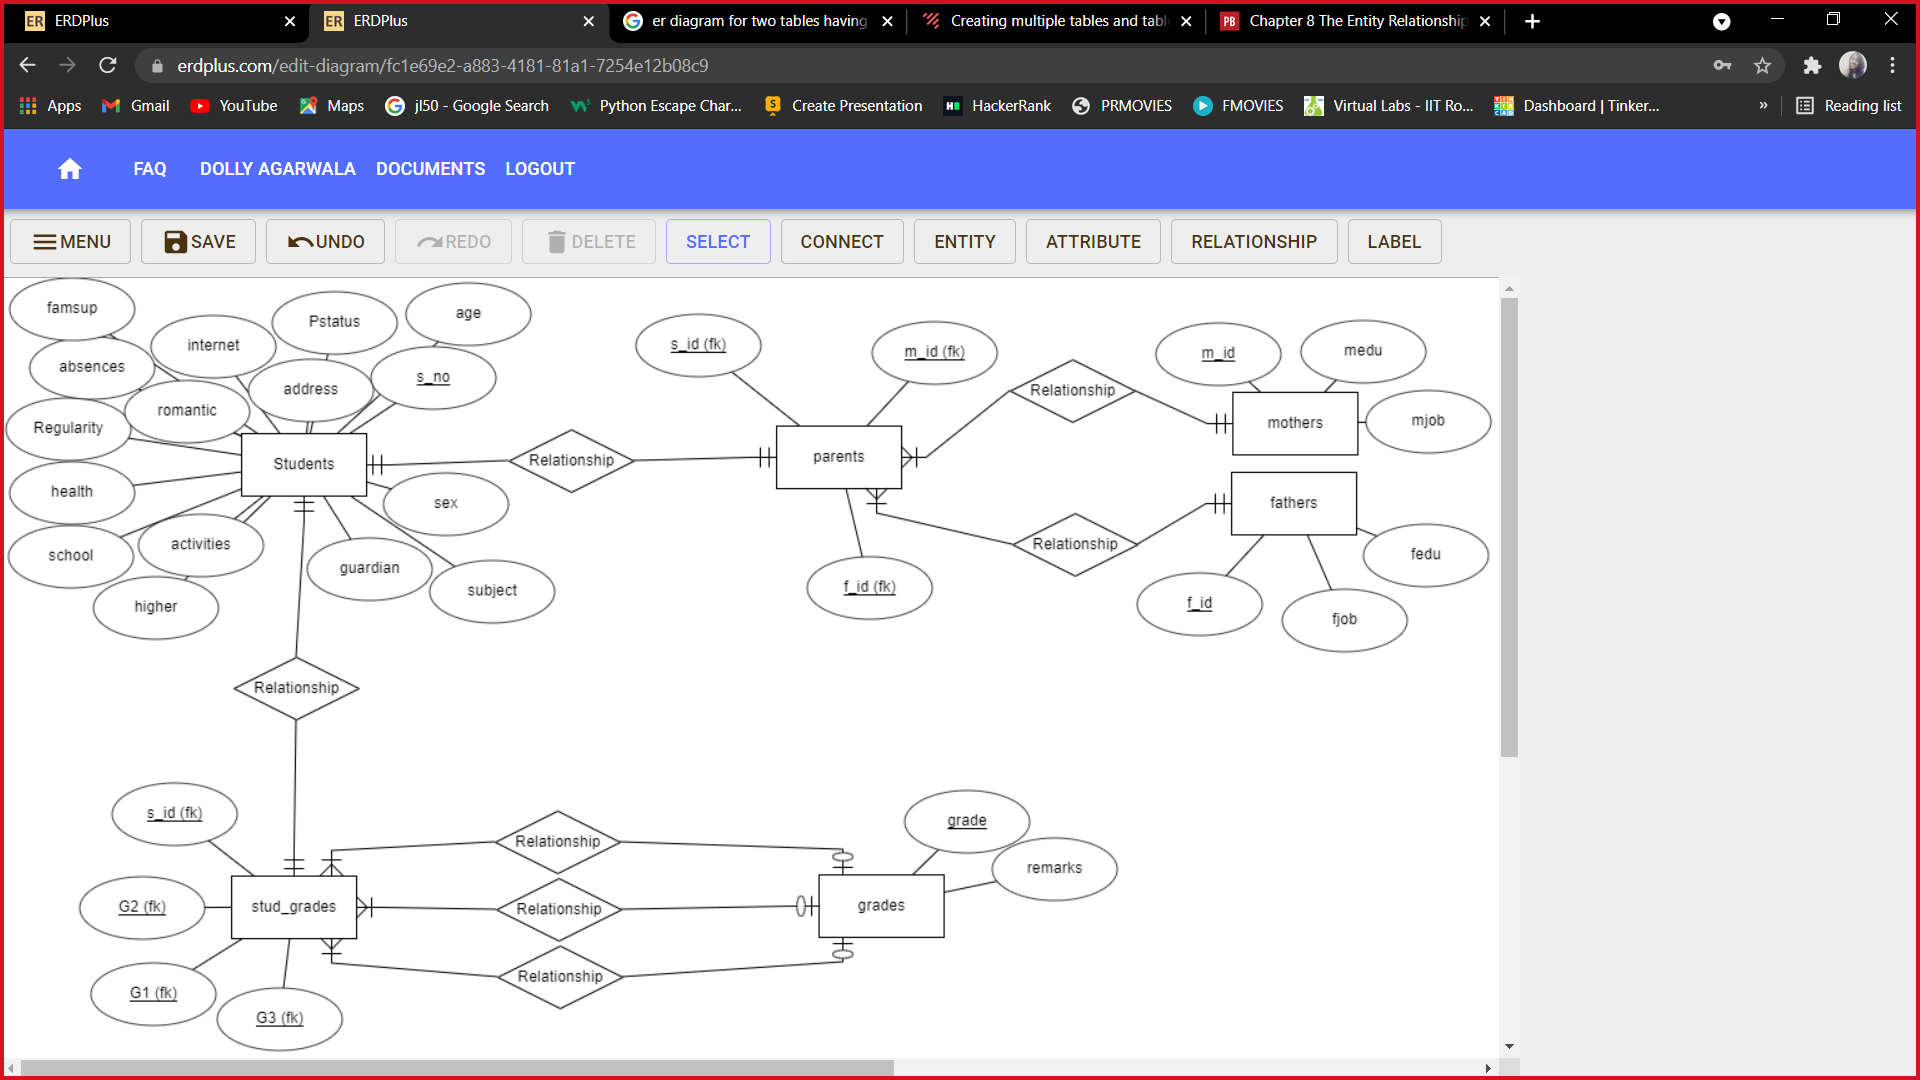 ERDPlus
ERDPlus
er diagram for two tables having
Creating multiple tables and tabl
PB Chapter 8 The Entity Relationship
erdplus.com/edit-diagram/fc1e69e2-a883-4181-81a1-7254e12b08c9
Apps Gmail YouTube Maps jl50 - Google Search Python Escape Char... Create Presentation HackerRank PRMOVIES FMOVIES Virtual Labs - IIT Ro... Dashboard | Tinker... » Reading list
FAQ DOLLY AGARWALA DOCUMENTS LOGOUT
MENU SAVE UNDO REDO DELETE SELECT CONNECT ENTITY ATTRIBUTE RELATIONSHIP LABEL
famsup
absences
internet
Pstatus
age
address
s_no
romantic
Regularity
Students
health
school
activities
higher
guardian
sex
subject
Relationship
s_id (fk)
m_id (fk)
parents
f_id (fk)
Relationship
Relationship
m_id
medu
mothers
mjob
fathers
fedu
f_id
fjob
Relationship
s_id (fk)
G2 (fk)
stud_grades
G1 (fk)
G3 (fk)
Relationship
Relationship
Relationship
grade
remarks
grades